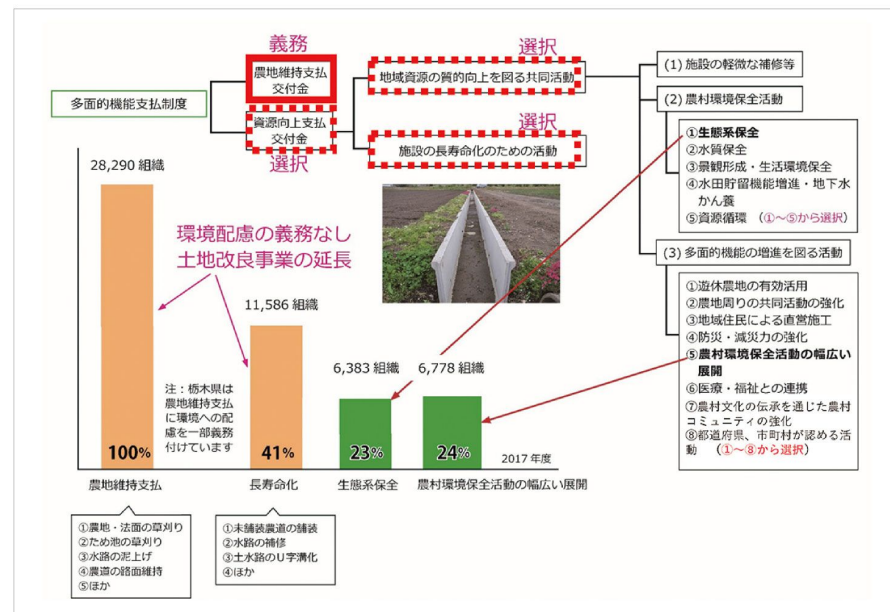 義務
選択
農地維持支払
交付金
地域資源の質的向上を図る共同活動
(1) 施設の軽微な補修等
多面的機能支払制度
(2) 農村環境保全活動
資源向上支払
交付金
選択
選択
施設の長寿命化のための活動
①生態系保全
②水質保全
③景観形成・生活環境保全
④水田貯留機能増進・地下水
かん養
⑤資源循環 (①～⑤から選択)
28,290 組織
環境配慮の義務なし
土地改良事業の延長
(3) 多面的機能の増進を図る活動
①遊休農地の有効活用
②農地周りの共同活動の強化
③地域住民による直営施工
④防災・減災力の強化
⑤農村環境保全活動の幅広い
展開
⑥医療・福祉との連携
⑦農村文化の伝承を通じた農村
コミュニティの強化
⑧都道府県、市町村が認める活
動 (①～⑧から選択)
11,586 組織
6,383 組織
6,778 組織
注：栃木県は
農地維持支払
に環境への配
慮を一部義務
付けています
100%
41%
23%
24%
2017 年度
農地維持支払
長寿命化
生態系保全
農村環境保全活動の幅広い展開
①農地・法面の草刈り
②ため池の草刈り
③水路の泥上げ
④農道の路面維持
⑤ほか
①未舗装農道の舗装
②水路の補修
③土水路のU字溝化
④ほか